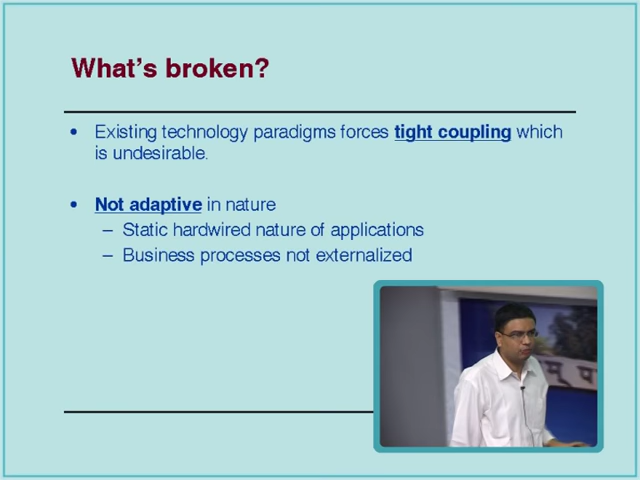 What's broken?
• Existing technology paradigms forces tight coupling which
is undesirable.
• Not adaptive in nature
– Static hardwired nature of applications
– Business processes not externalized